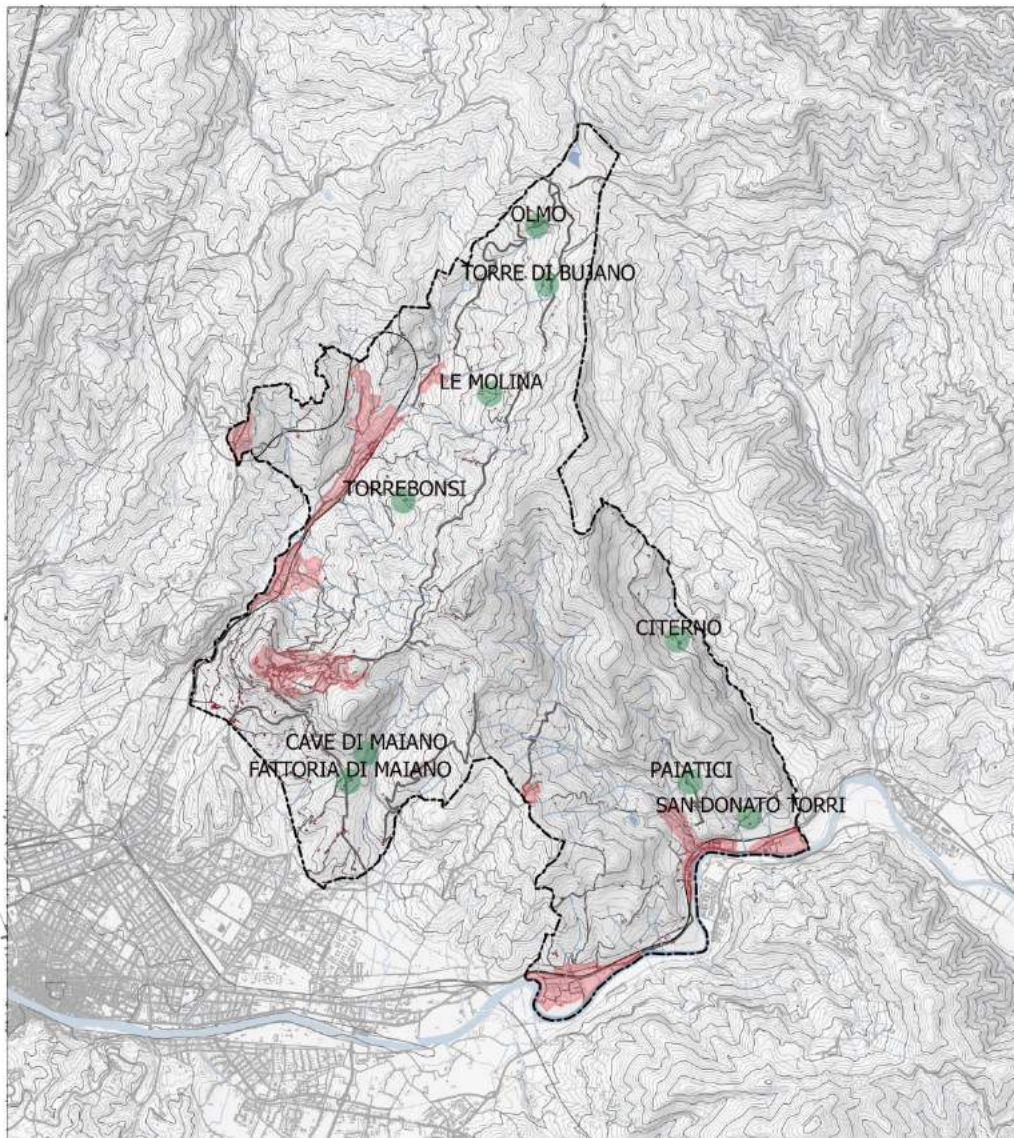 OLMO
TORRE DI BUIANO
LE MOLINA
TORREBONSI
CITERNO
CAVE DI MAIANO
FATTORIA DI MAIANO
PAIATICI
SAN DONATO TORRI